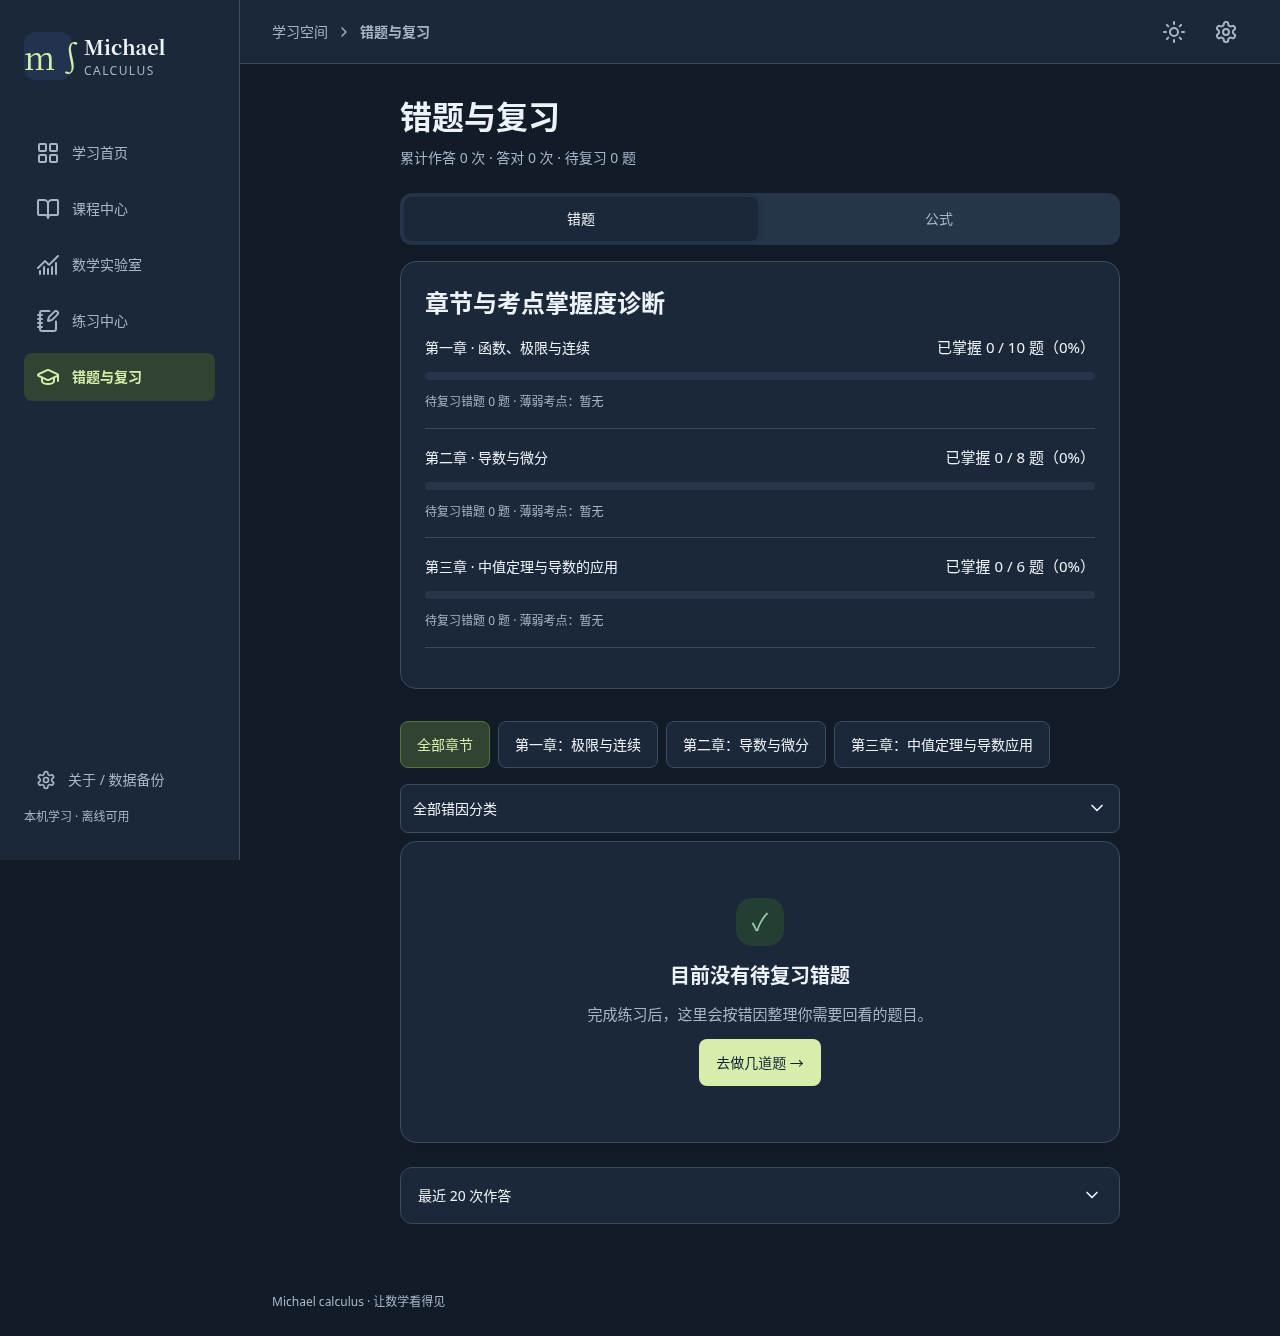 m ∫ Michael
CALCULUS
学习首页
课程中心
数学实验室
练习中心
错题与复习
关于 / 数据备份
本机学习 · 离线可用
学习空间 > 错题与复习
错题与复习
累计作答 0 次 · 答对 0 次 · 待复习 0 题
错题 公式
章节与考点掌握度诊断
第一章 · 函数、极限与连续 已掌握 0 / 10 题（0%）
待复习错题 0 题 · 薄弱考点：暂无
第二章 · 导数与微分 已掌握 0 / 8 题（0%）
待复习错题 0 题 · 薄弱考点：暂无
第三章 · 中值定理与导数的应用 已掌握 0 / 6 题（0%）
待复习错题 0 题 · 薄弱考点：暂无
全部章节 第一章：极限与连续 第二章：导数与微分 第三章：中值定理与导数应用
全部错因分类
✓
目前没有待复习错题
完成练习后，这里会按错因整理你需要回看的题目。
去做几道题 →
最近 20 次作答
Michael calculus · 让数学看得见